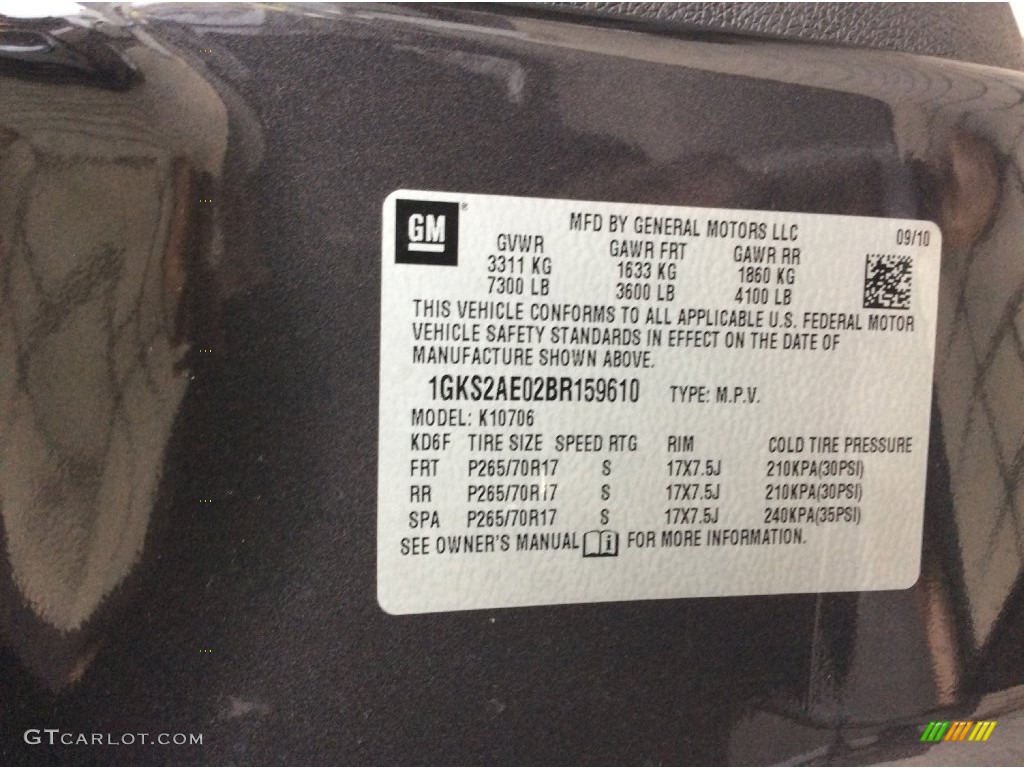 GM®
MFD BY GENERAL MOTORS LLC 09/10
GVWR GAWR FRT GAWR RR
3311 KG 1633 KG 1860 KG
7300 LB 3600 LB 4100 LB
THIS VEHICLE CONFORMS TO ALL APPLICABLE U.S. FEDERAL MOTOR
VEHICLE SAFETY STANDARDS IN EFFECT ON THE DATE OF
MANUFACTURE SHOWN ABOVE.
1GKS2AE02BR159610 TYPE: M.P.V.
MODEL: K10706
KD6F TIRE SIZE SPEED RTG RIM COLD TIRE PRESSURE
FRT P265/70R17 S 17X7.5J 210KPA(30PSI)
RR P265/70R17 S 17X7.5J 210KPA(30PSI)
SPA P265/70R17 S 17X7.5J 240KPA(35PSI)
SEE OWNER'S MANUAL i FOR MORE INFORMATION.
GTCARLOT.COM